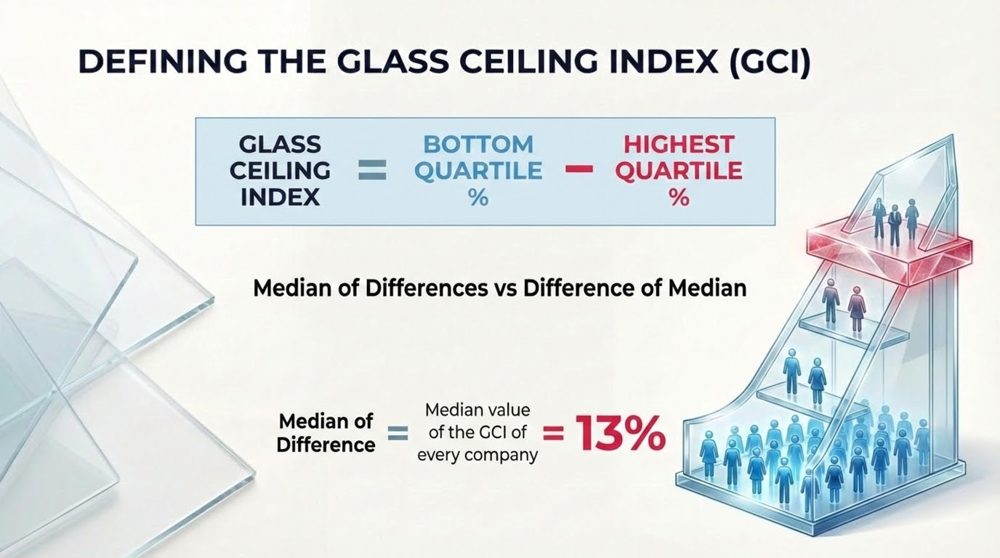 DEFINING THE GLASS CEILING INDEX (GCI)
GLASS
CEILING
INDEX
=
BOTTOM
QUARTILE
%
−
HIGHEST
QUARTILE
%
Median of Differences vs Difference of Median
Median of
Difference
=
Median value
of the GCI of
every company
=
13%